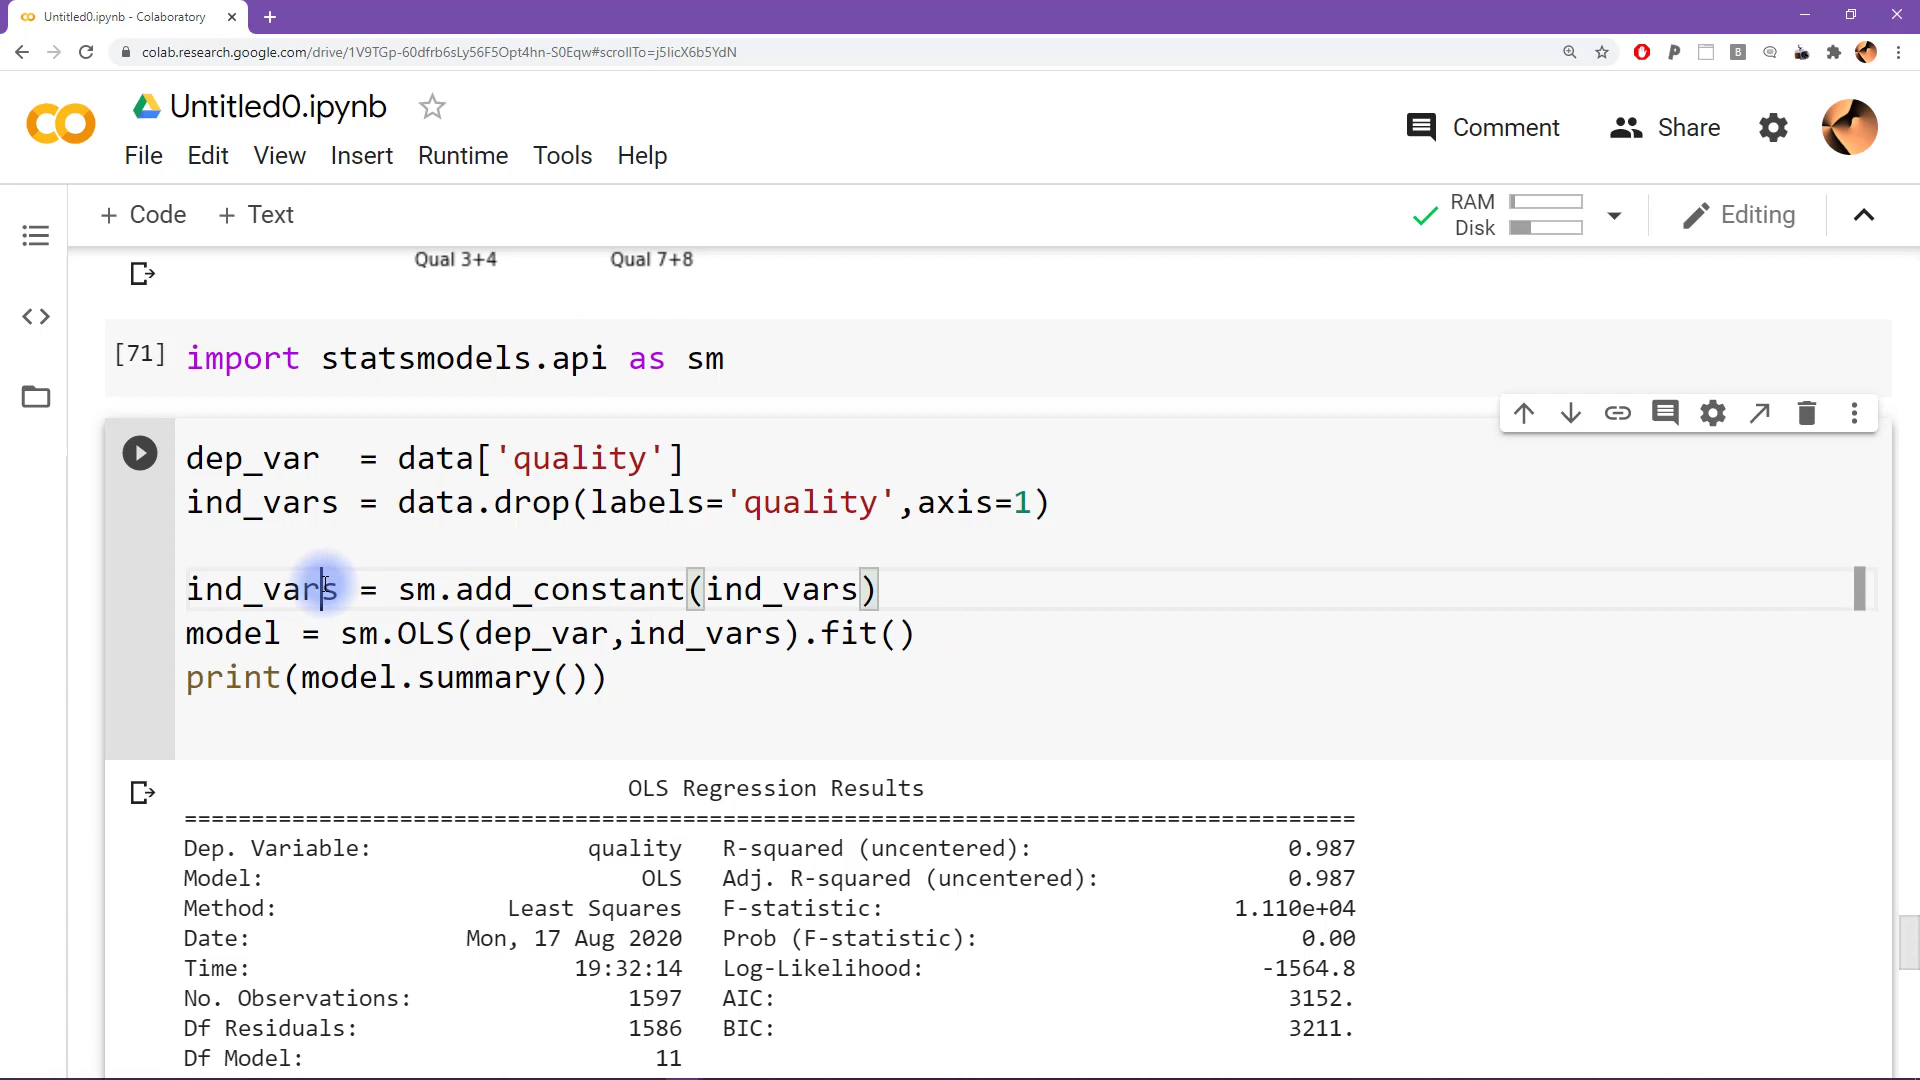 Untitled0.ipynb - Colaboratory
colab.research.google.com/drive/1V9TGp-60dfrb6sLy56F5Opt4hn-S0Eqw#scrollTo=j5IicX6b5YdN
Untitled0.ipynb
File Edit View Insert Runtime Tools Help
Comment Share
+ Code + Text
RAM
Disk
Editing
Qual 3+4 Qual 7+8
[71] import statsmodels.api as sm
dep_var  = data['quality']
ind_vars = data.drop(labels='quality',axis=1)
ind_vars = sm.add_constant(ind_vars)
model = sm.OLS(dep_var,ind_vars).fit()
print(model.summary())
OLS Regression Results
=======================================================================================
Dep. Variable: quality R-squared (uncentered): 0.987
Model: OLS Adj. R-squared (uncentered): 0.987
Method: Least Squares F-statistic: 1.110e+04
Date: Mon, 17 Aug 2020 Prob (F-statistic): 0.00
Time: 19:32:14 Log-Likelihood: -1564.8
No. Observations: 1597 AIC: 3152.
Df Residuals: 1586 BIC: 3211.
Df Model: 11